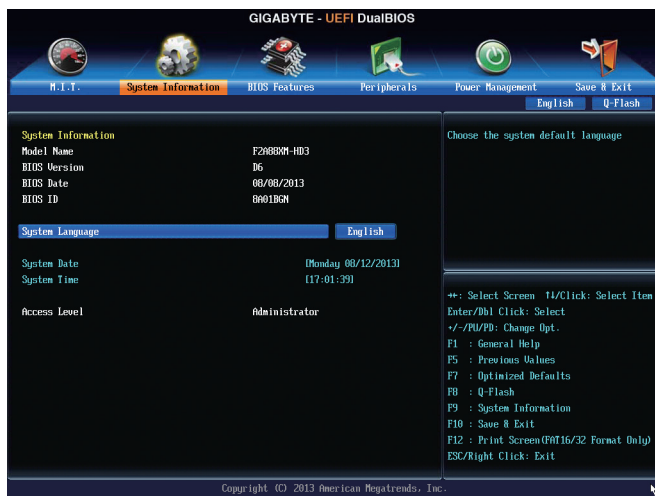 GIGABYTE - UEFI DualBIOS
M.I.T. System Information BIOS Features Peripherals Power Management Save & Exit
English Q-Flash
System Information
Model Name F2A88XM-HD3
BIOS Version D6
BIOS Date 08/08/2013
BIOS ID 8A01BGN
System Language English
System Date [Monday 08/12/2013]
System Time [17:01:39]
Access Level Administrator
Choose the system default language
→←: Select Screen ↑↓/Click: Select Item
Enter/Dbl Click: Select
+/-/PU/PD: Change Opt.
F1 : General Help
F5 : Previous Values
F7 : Optimized Defaults
F8 : Q-Flash
F9 : System Information
F10 : Save & Exit
F12 : Print Screen(FAT16/32 Format Only)
ESC/Right Click: Exit
Copyright (C) 2013 American Megatrends, Inc.